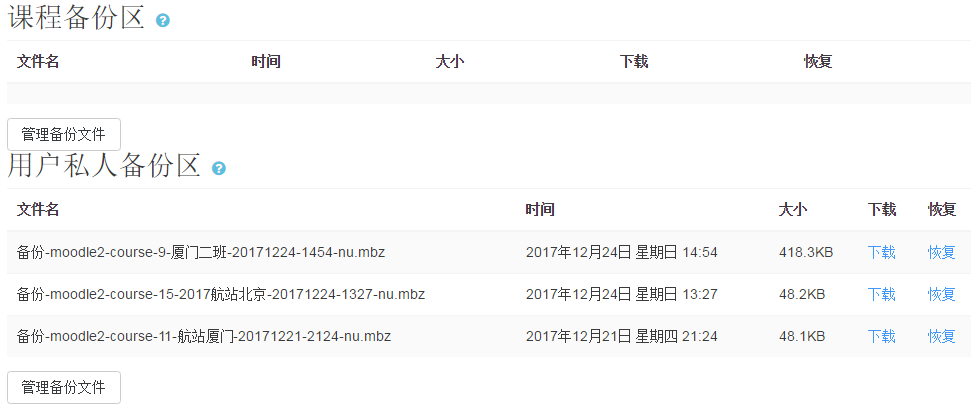 课程备份区
文件名 时间 大小 下载 恢复
管理备份文件
用户私人备份区
文件名 时间 大小 下载 恢复
备份-moodle2-course-9-厦门二班-20171224-1454-nu.mbz 2017年12月24日 星期日 14:54 418.3KB 下载 恢复
备份-moodle2-course-15-2017航站北京-20171224-1327-nu.mbz 2017年12月24日 星期日 13:27 48.2KB 下载 恢复
备份-moodle2-course-11-航站厦门-20171221-2124-nu.mbz 2017年12月21日 星期四 21:24 48.1KB 下载 恢复
管理备份文件